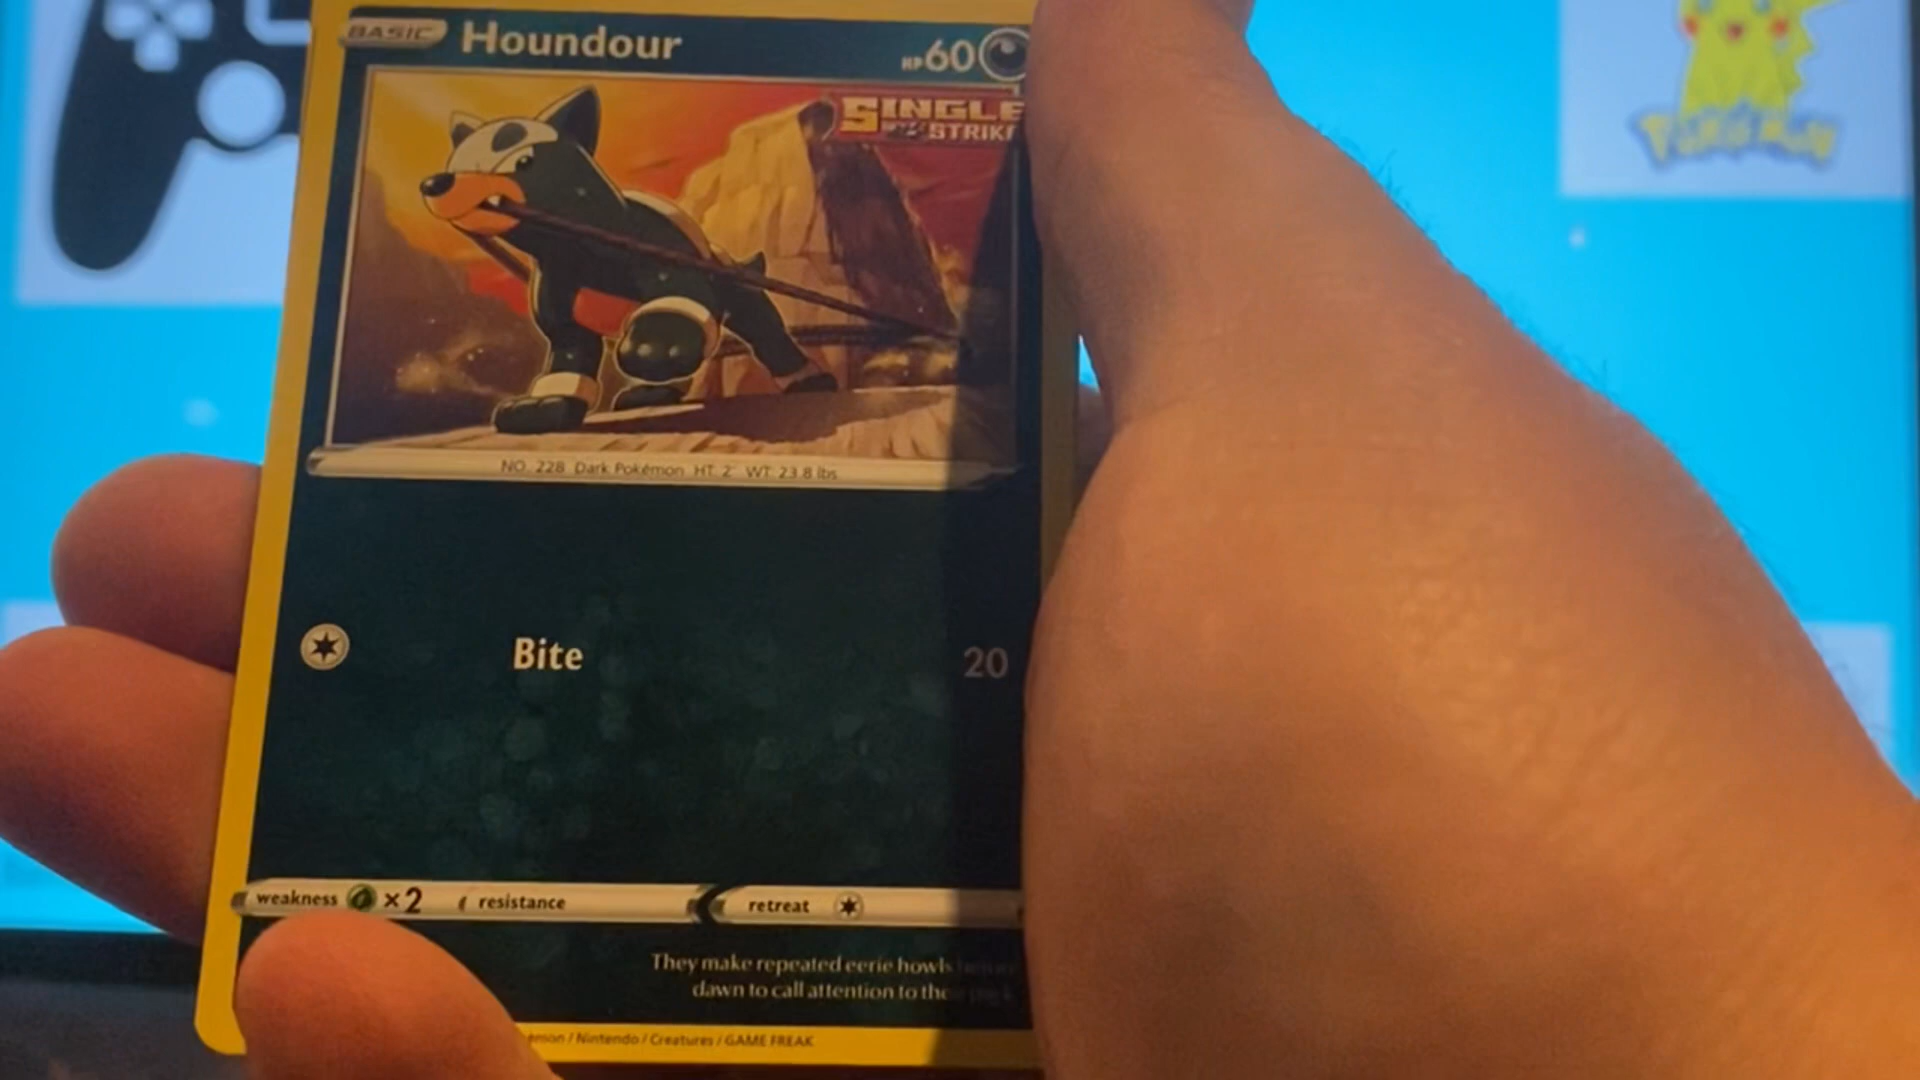 BASIC Houndour HP60
SINGLE
STRIKE
POKéMON
NO. 228 Dark Pokémon HT: 2' WT: 23.8 lbs
Bite 20
weakness ×2 resistance retreat
They make repeated eerie howls
dawn to call attention to
/ Nintendo / Creatures / GAME FREAK